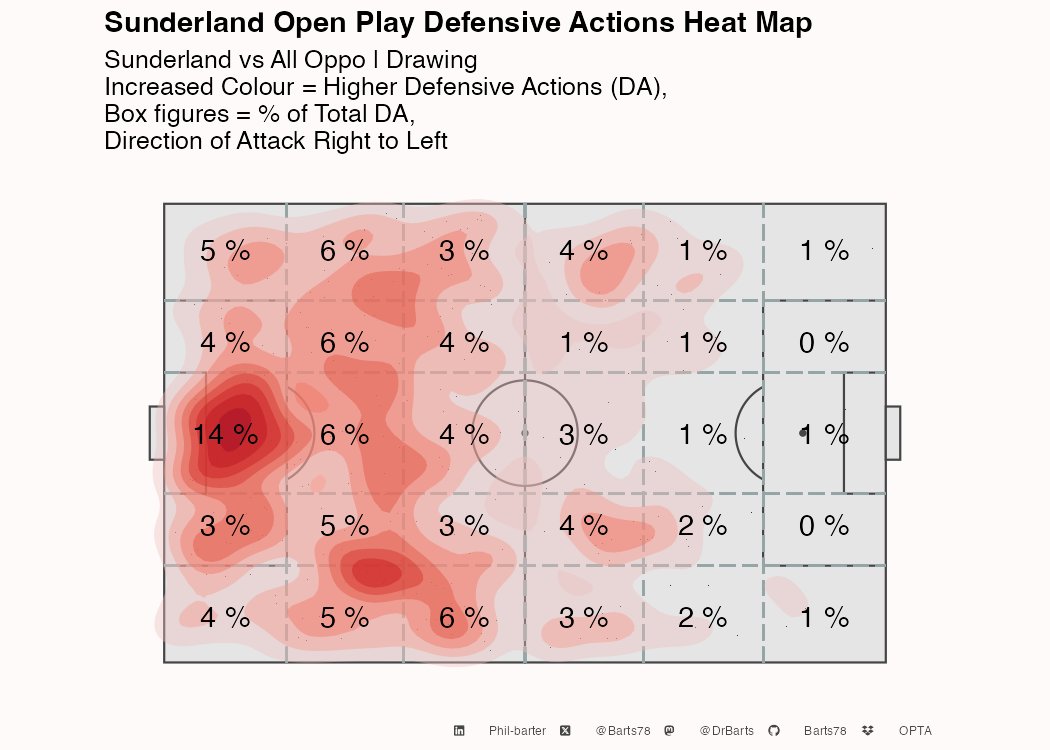 Sunderland Open Play Defensive Actions Heat Map
Sunderland vs All Oppo | Drawing
Increased Colour = Higher Defensive Actions (DA),
Box figures = % of Total DA,
Direction of Attack Right to Left
5 % 6 % 3 % 4 % 1 % 1 %
4 % 6 % 4 % 1 % 1 % 0 %
14 % 6 % 4 % 3 % 1 % 1 %
3 % 5 % 3 % 4 % 2 % 0 %
4 % 5 % 6 % 3 % 2 % 1 %
Phil-barter @Barts78 @DrBarts Barts78 OPTA